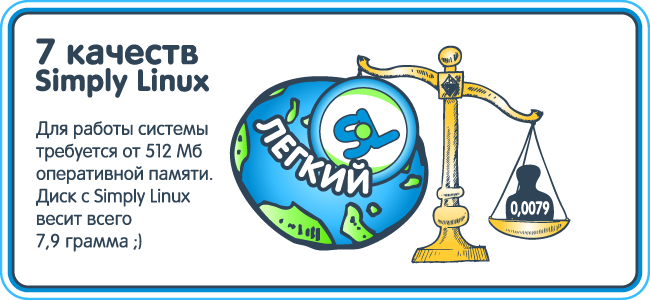 7 качеств
Simply Linux
Для работы системы
требуется от 512 Мб
оперативной памяти.
Диск с Simply Linux
весит всего
7,9 грамма ;)
ЛЕГКИЙ
SL
0,0079